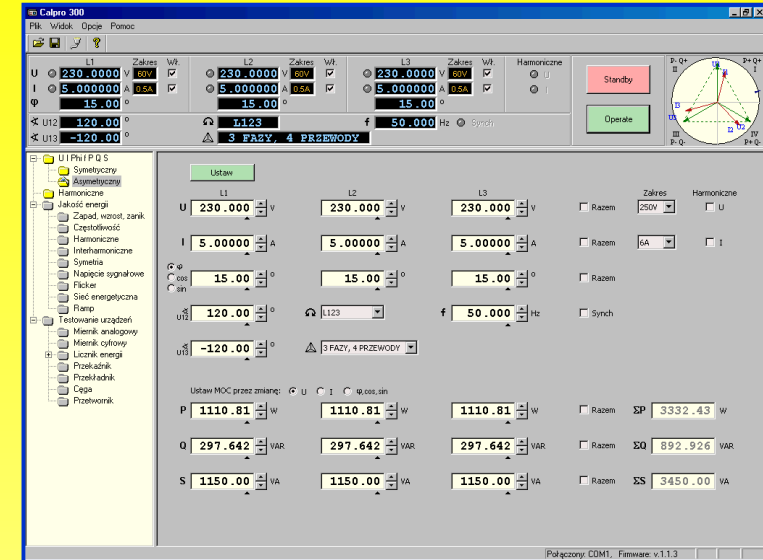 Calpro 300
Plik Widok Opcje Pomoc
L1 Zakres Wł. L2 Zakres Wł. L3 Zakres Wł. Harmoniczne
U 230.0000 V 60V 230.0000 V 60V 230.0000 V 60V U
I 5.000000 A 0.5A 5.000000 A 0.5A 5.000000 A 0.5A I
φ 15.00 ° 15.00 ° 15.00 °
∢ U12 120.00 ° L123 f 50.000 Hz Synch
∢ U13 -120.00 ° 3 FAZY, 4 PRZEWODY
Standby
Operate
P- Q+ P+ Q+
II I
U3 I1
I3
U3
I2 U2
III IV
P- Q- P+ Q-
U I Phi f P Q S
Symetryczny
Asymetryczny
Harmoniczne
Jakość energii
Zapad, wzrost, zanik
Częstotliwość
Harmoniczne
Interharmoniczne
Symetria
Napięcie sygnałowe
Flicker
Sieć energetyczna
Ramp
Testowanie urządzeń
Miernik analogowy
Miernik cyfrowy
Licznik energii
Przekaźnik
Przekładnik
Cęga
Przetwornik
Ustaw
L1 L2 L3 Zakres Harmoniczne
U 230.000 V 230.000 V 230.000 V Razem 250V U
I 5.00000 A 5.00000 A 5.00000 A Razem 6A I
φ
cos
sin
15.00 ° 15.00 ° 15.00 ° Razem
∢ U12 120.00 ° L123 f 50.000 Hz Synch
∢ U13 -120.00 ° 3 FAZY, 4 PRZEWODY
Ustaw MOC przez zmianę: U I φ,cos,sin
P 1110.81 W 1110.81 W 1110.81 W Razem ΣP 3332.43 W
Q 297.642 VAR 297.642 VAR 297.642 VAR Razem ΣQ 892.926 VAR
S 1150.00 VA 1150.00 VA 1150.00 VA Razem ΣS 3450.00 VA
Połączony: COM1, Firmware: v.1.1.3